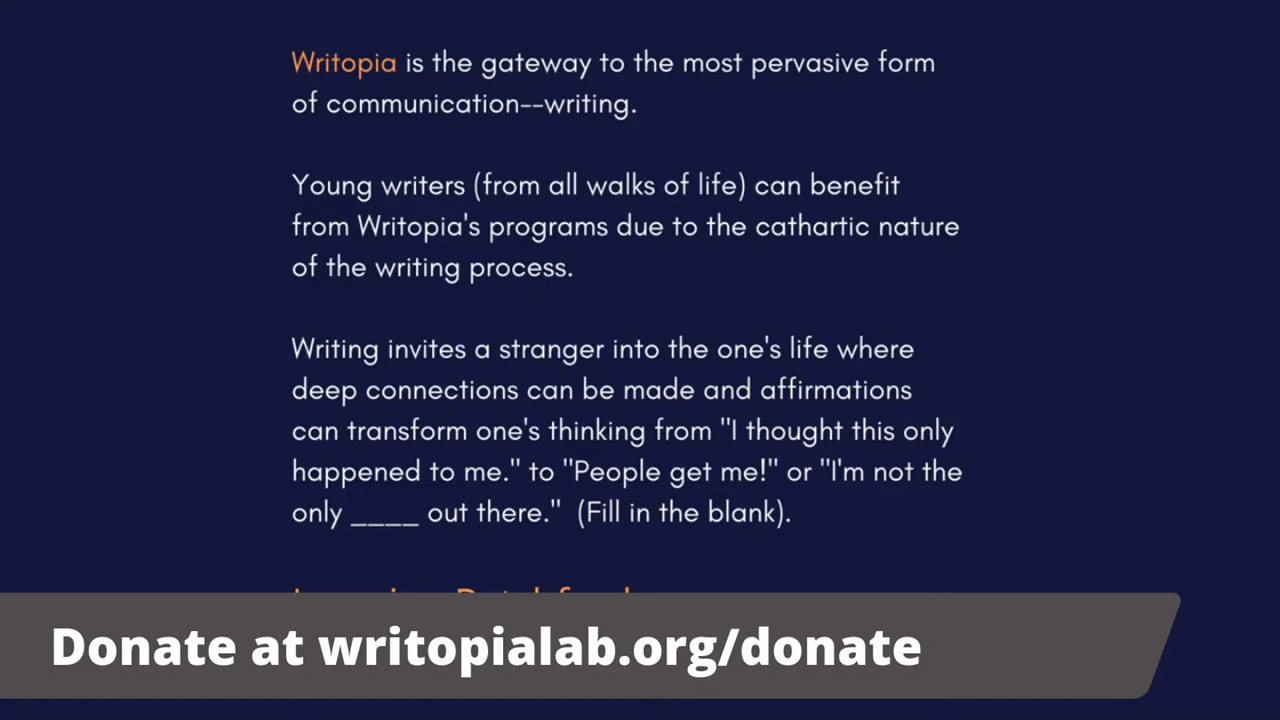 Writopia is the gateway to the most pervasive form
of communication--writing.
Young writers (from all walks of life) can benefit
from Writopia's programs due to the cathartic nature
of the writing process.
Writing invites a stranger into the one's life where
deep connections can be made and affirmations
can transform one's thinking from "I thought this only
happened to me." to "People get me!" or "I'm not the
only ____ out there."  (Fill in the blank).
Donate at writopialab.org/donate